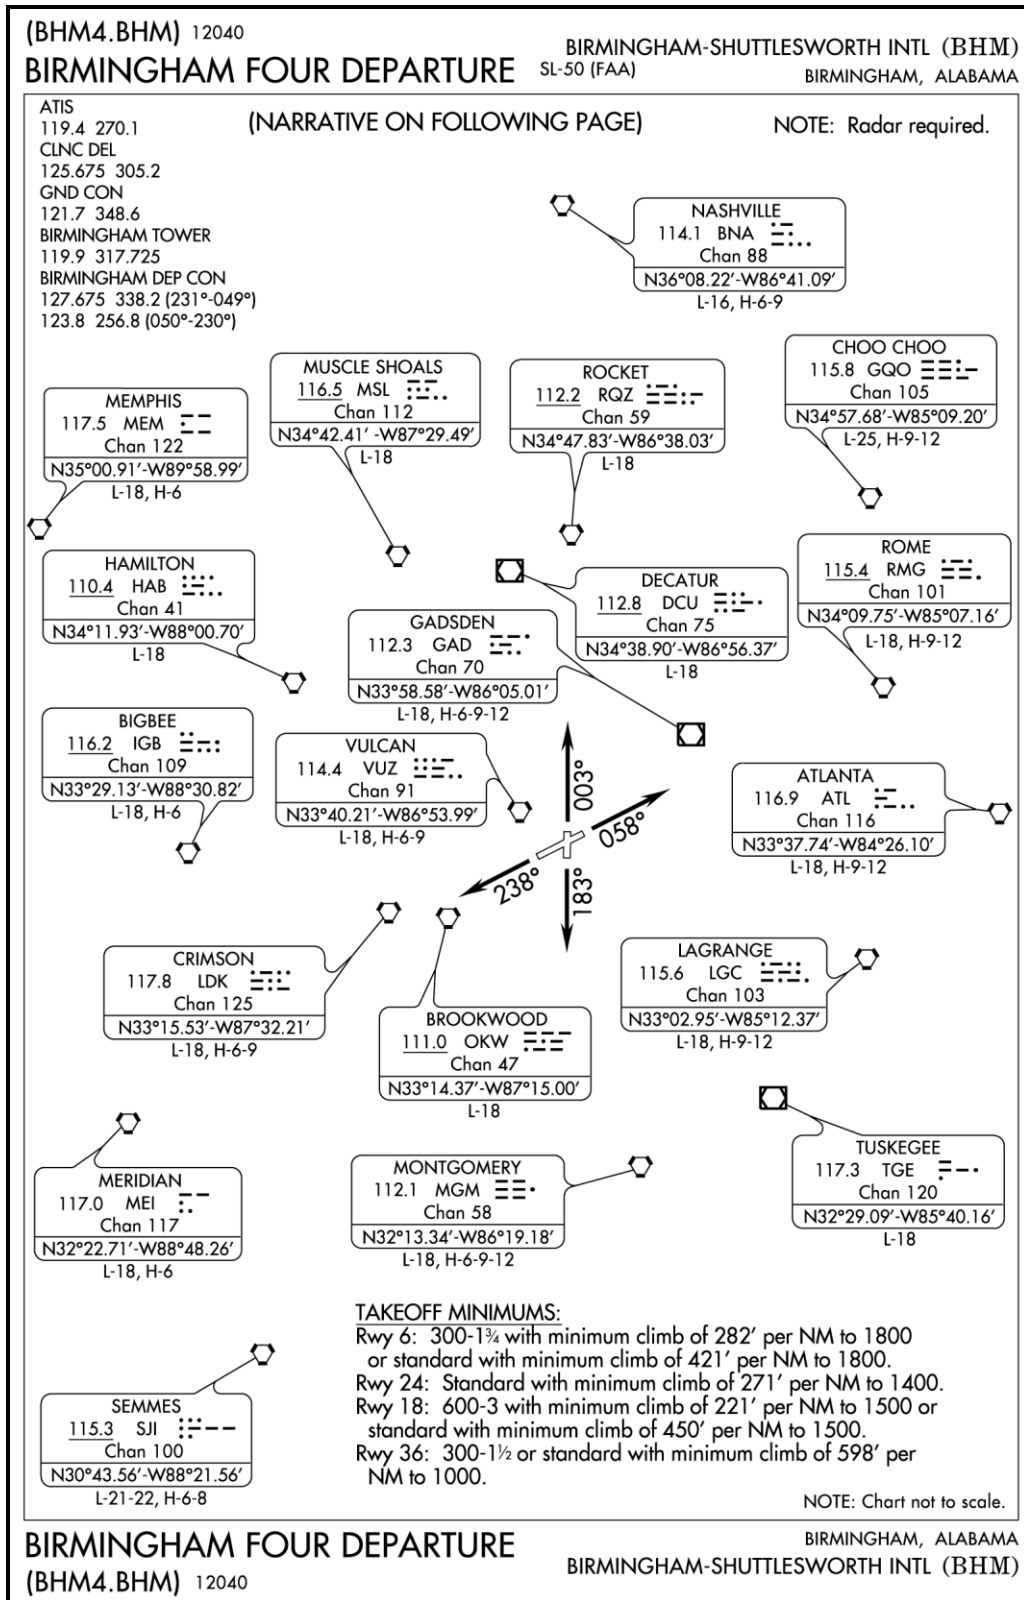 (BHM4.BHM) 12040
BIRMINGHAM FOUR DEPARTURE SL-50 (FAA)
BIRMINGHAM-SHUTTLESWORTH INTL (BHM)
BIRMINGHAM, ALABAMA
ATIS
119.4 270.1
CLNC DEL
125.675 305.2
GND CON
121.7 348.6
BIRMINGHAM TOWER
119.9 317.725
BIRMINGHAM DEP CON
127.675 338.2 (231°-049°)
123.8 256.8 (050°-230°)
(NARRATIVE ON FOLLOWING PAGE)
NOTE: Radar required.
NASHVILLE
114.1 BNA
Chan 88
N36°08.22′-W86°41.09′
L-16, H-6-9
MEMPHIS
117.5 MEM
Chan 122
N35°00.91′-W89°58.99′
L-18, H-6
MUSCLE SHOALS
116.5 MSL
Chan 112
N34°42.41′ -W87°29.49′
L-18
ROCKET
112.2 RQZ
Chan 59
N34°47.83′-W86°38.03′
L-18
CHOO CHOO
115.8 GQO
Chan 105
N34°57.68′-W85°09.20′
L-25, H-9-12
HAMILTON
110.4 HAB
Chan 41
N34°11.93′-W88°00.70′
L-18
GADSDEN
112.3 GAD
Chan 70
N33°58.58′-W86°05.01′
L-18, H-6-9-12
DECATUR
112.8 DCU
Chan 75
N34°38.90′-W86°56.37′
L-18
ROME
115.4 RMG
Chan 101
N34°09.75′-W85°07.16′
L-18, H-9-12
BIGBEE
116.2 IGB
Chan 109
N33°29.13′-W88°30.82′
L-18, H-6
VULCAN
114.4 VUZ
Chan 91
N33°40.21′-W86°53.99′
L-18, H-6-9
003°
058°
238°
183°
ATLANTA
116.9 ATL
Chan 116
N33°37.74′-W84°26.10′
L-18, H-9-12
CRIMSON
117.8 LDK
Chan 125
N33°15.53′-W87°32.21′
L-18, H-6-9
BROOKWOOD
111.0 OKW
Chan 47
N33°14.37′-W87°15.00′
L-18
LAGRANGE
115.6 LGC
Chan 103
N33°02.95′-W85°12.37′
L-18, H-9-12
MERIDIAN
117.0 MEI
Chan 117
N32°22.71′-W88°48.26′
L-18, H-6
MONTGOMERY
112.1 MGM
Chan 58
N32°13.34′-W86°19.18′
L-18, H-6-9-12
TUSKEGEE
117.3 TGE
Chan 120
N32°29.09′-W85°40.16′
L-18
SEMMES
115.3 SJI
Chan 100
N30°43.56′-W88°21.56′
L-21-22, H-6-8
TAKEOFF MINIMUMS:
Rwy 6: 300-1¾ with minimum climb of 282′ per NM to 1800
or standard with minimum climb of 421′ per NM to 1800.
Rwy 24: Standard with minimum climb of 271′ per NM to 1400.
Rwy 18: 600-3 with minimum climb of 221′ per NM to 1500 or
standard with minimum climb of 450′ per NM to 1500.
Rwy 36: 300-1½ or standard with minimum climb of 598′ per
NM to 1000.
NOTE: Chart not to scale.
BIRMINGHAM FOUR DEPARTURE
(BHM4.BHM) 12040
BIRMINGHAM, ALABAMA
BIRMINGHAM-SHUTTLESWORTH INTL (BHM)